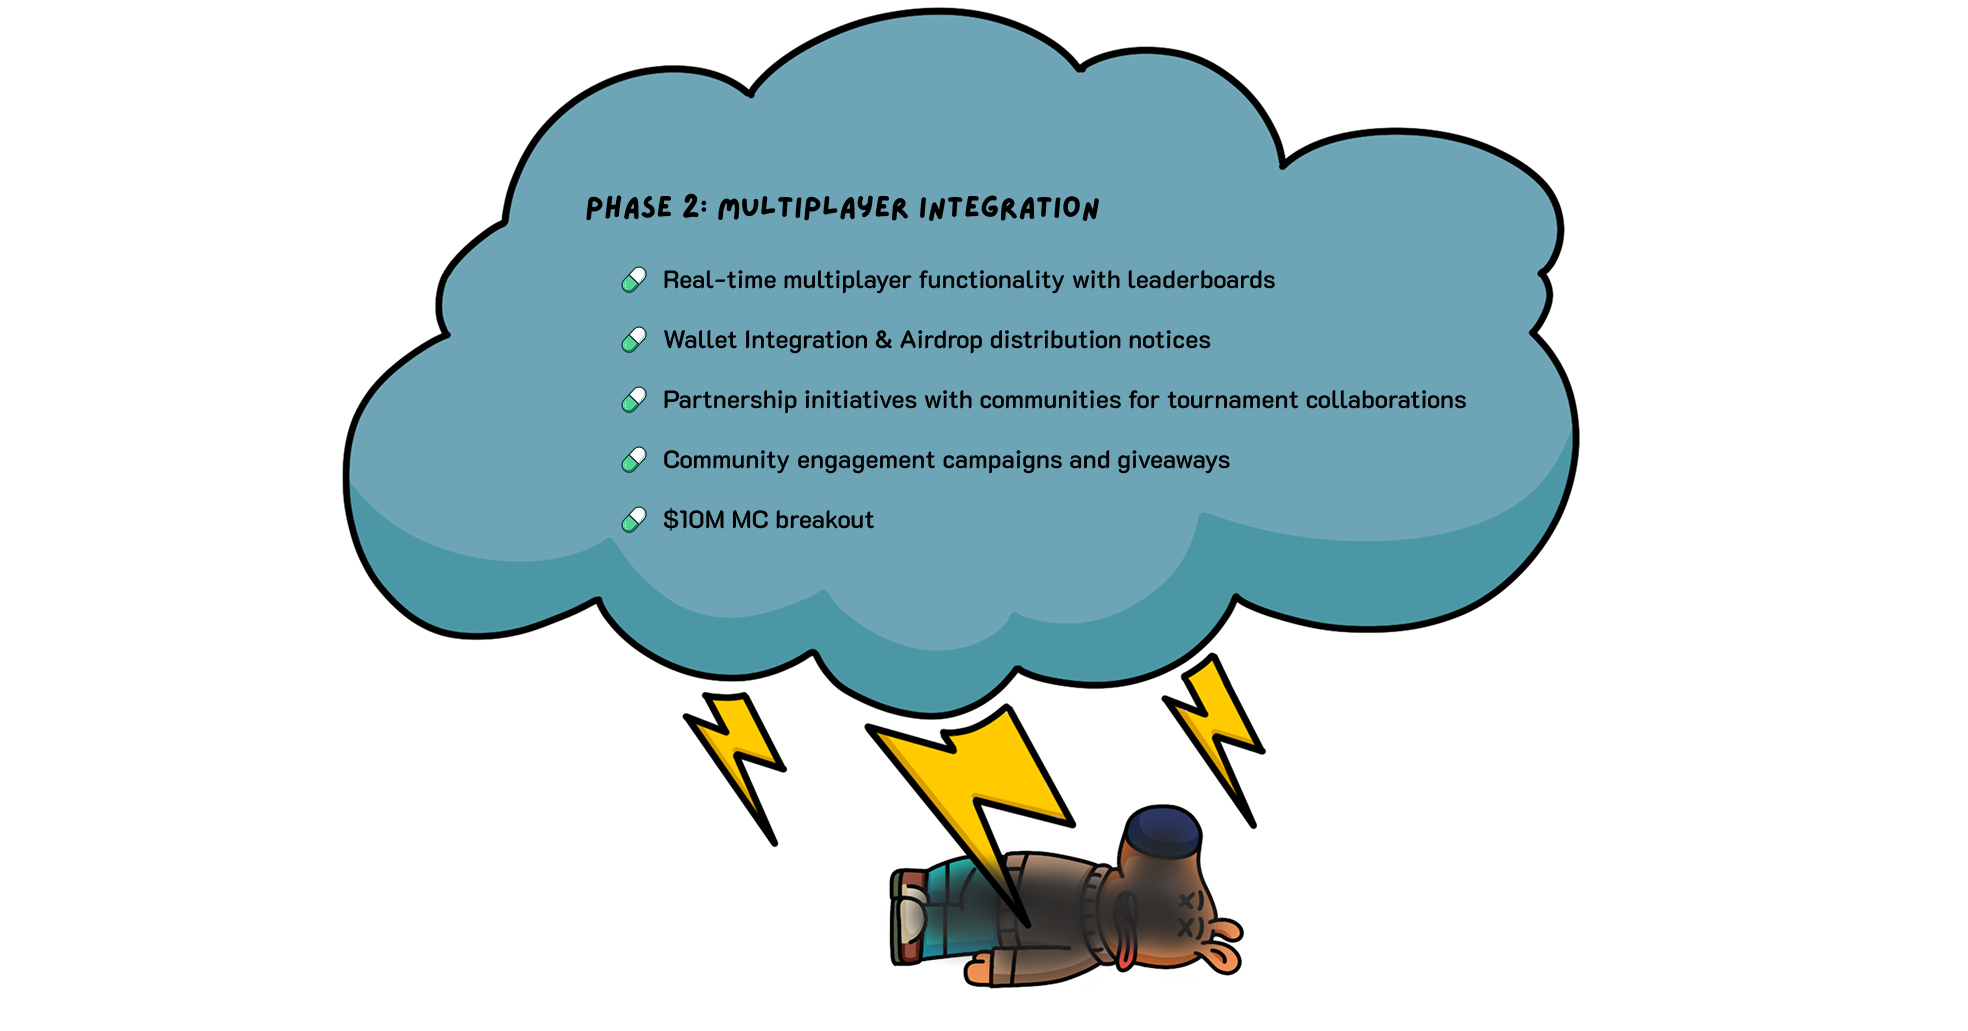 PHASE 2: MULTIPLAYER INTEGRATION
Real-time multiplayer functionality with leaderboards
Wallet Integration & Airdrop distribution notices
Partnership initiatives with communities for tournament collaborations
Community engagement campaigns and giveaways
$10M MC breakout